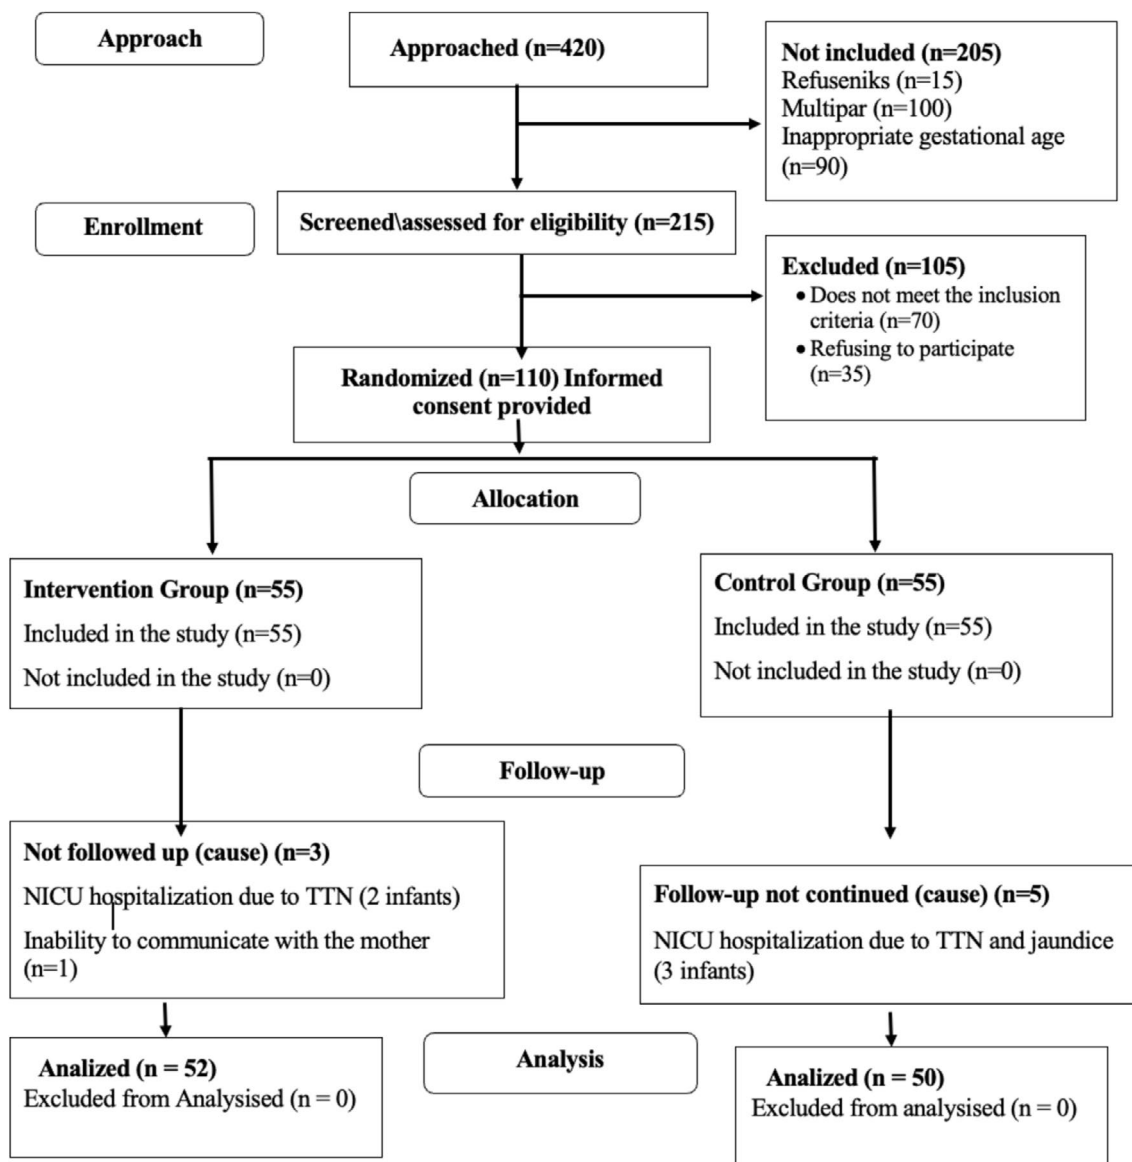 Approach
Approached (n=420)
Not included (n=205)
Refuseniks (n=15)
Multipar (n=100)
Inappropriate gestational age
(n=90)
Enrollment
Screened\assessed for eligibility (n=215)
Excluded (n=105)
• Does not meet the inclusion
criteria (n=70)
• Refusing to participate
(n=35)
Randomized (n=110) Informed
consent provided
Allocation
Intervention Group (n=55)
Included in the study (n=55)
Not included in the study (n=0)
Control Group (n=55)
Included in the study (n=55)
Not included in the study (n=0)
Follow-up
Not followed up (cause) (n=3)
NICU hospitalization due to TTN (2 infants)
Inability to communicate with the mother
(n=1)
Follow-up not continued (cause) (n=5)
NICU hospitalization due to TTN and jaundice
(3 infants)
Analysis
Analized (n = 52)
Excluded from Analysised (n = 0)
Analized (n = 50)
Excluded from analysised (n = 0)